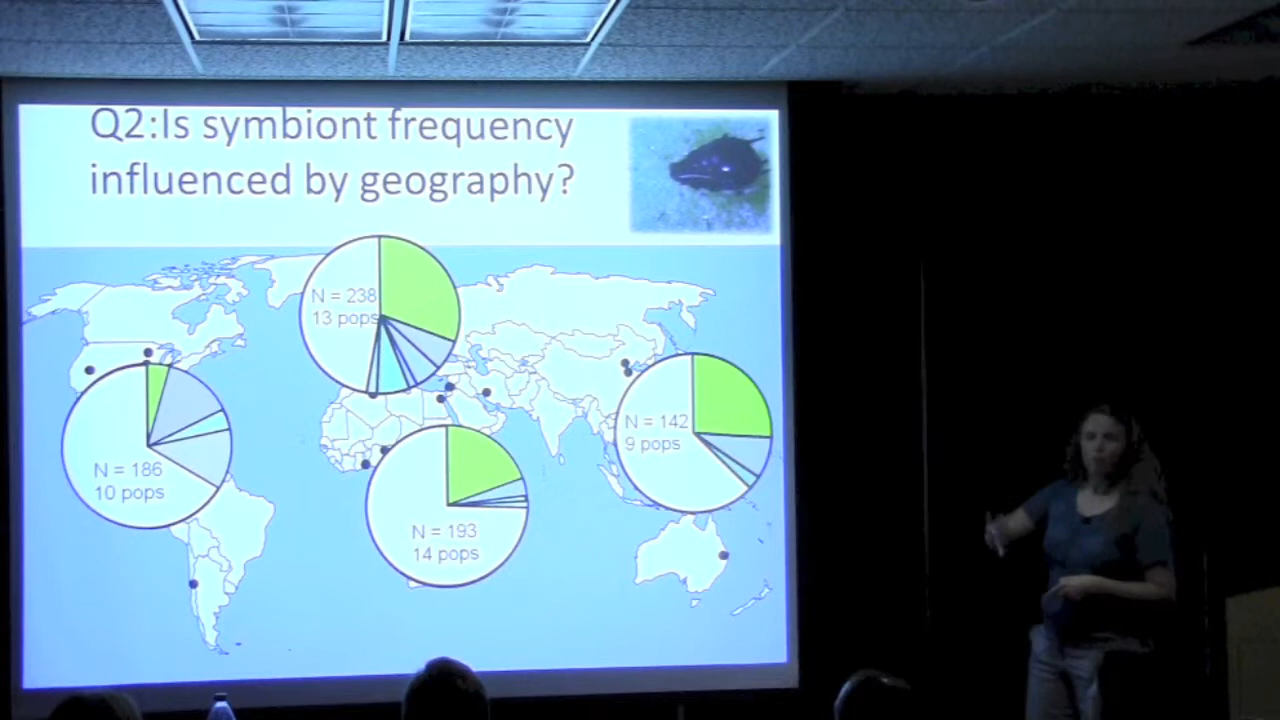 Q2:Is symbiont frequency
influenced by geography?
N = 238
13 pops
N = 142
9 pops
N = 186
10 pops
N = 193
14 pops